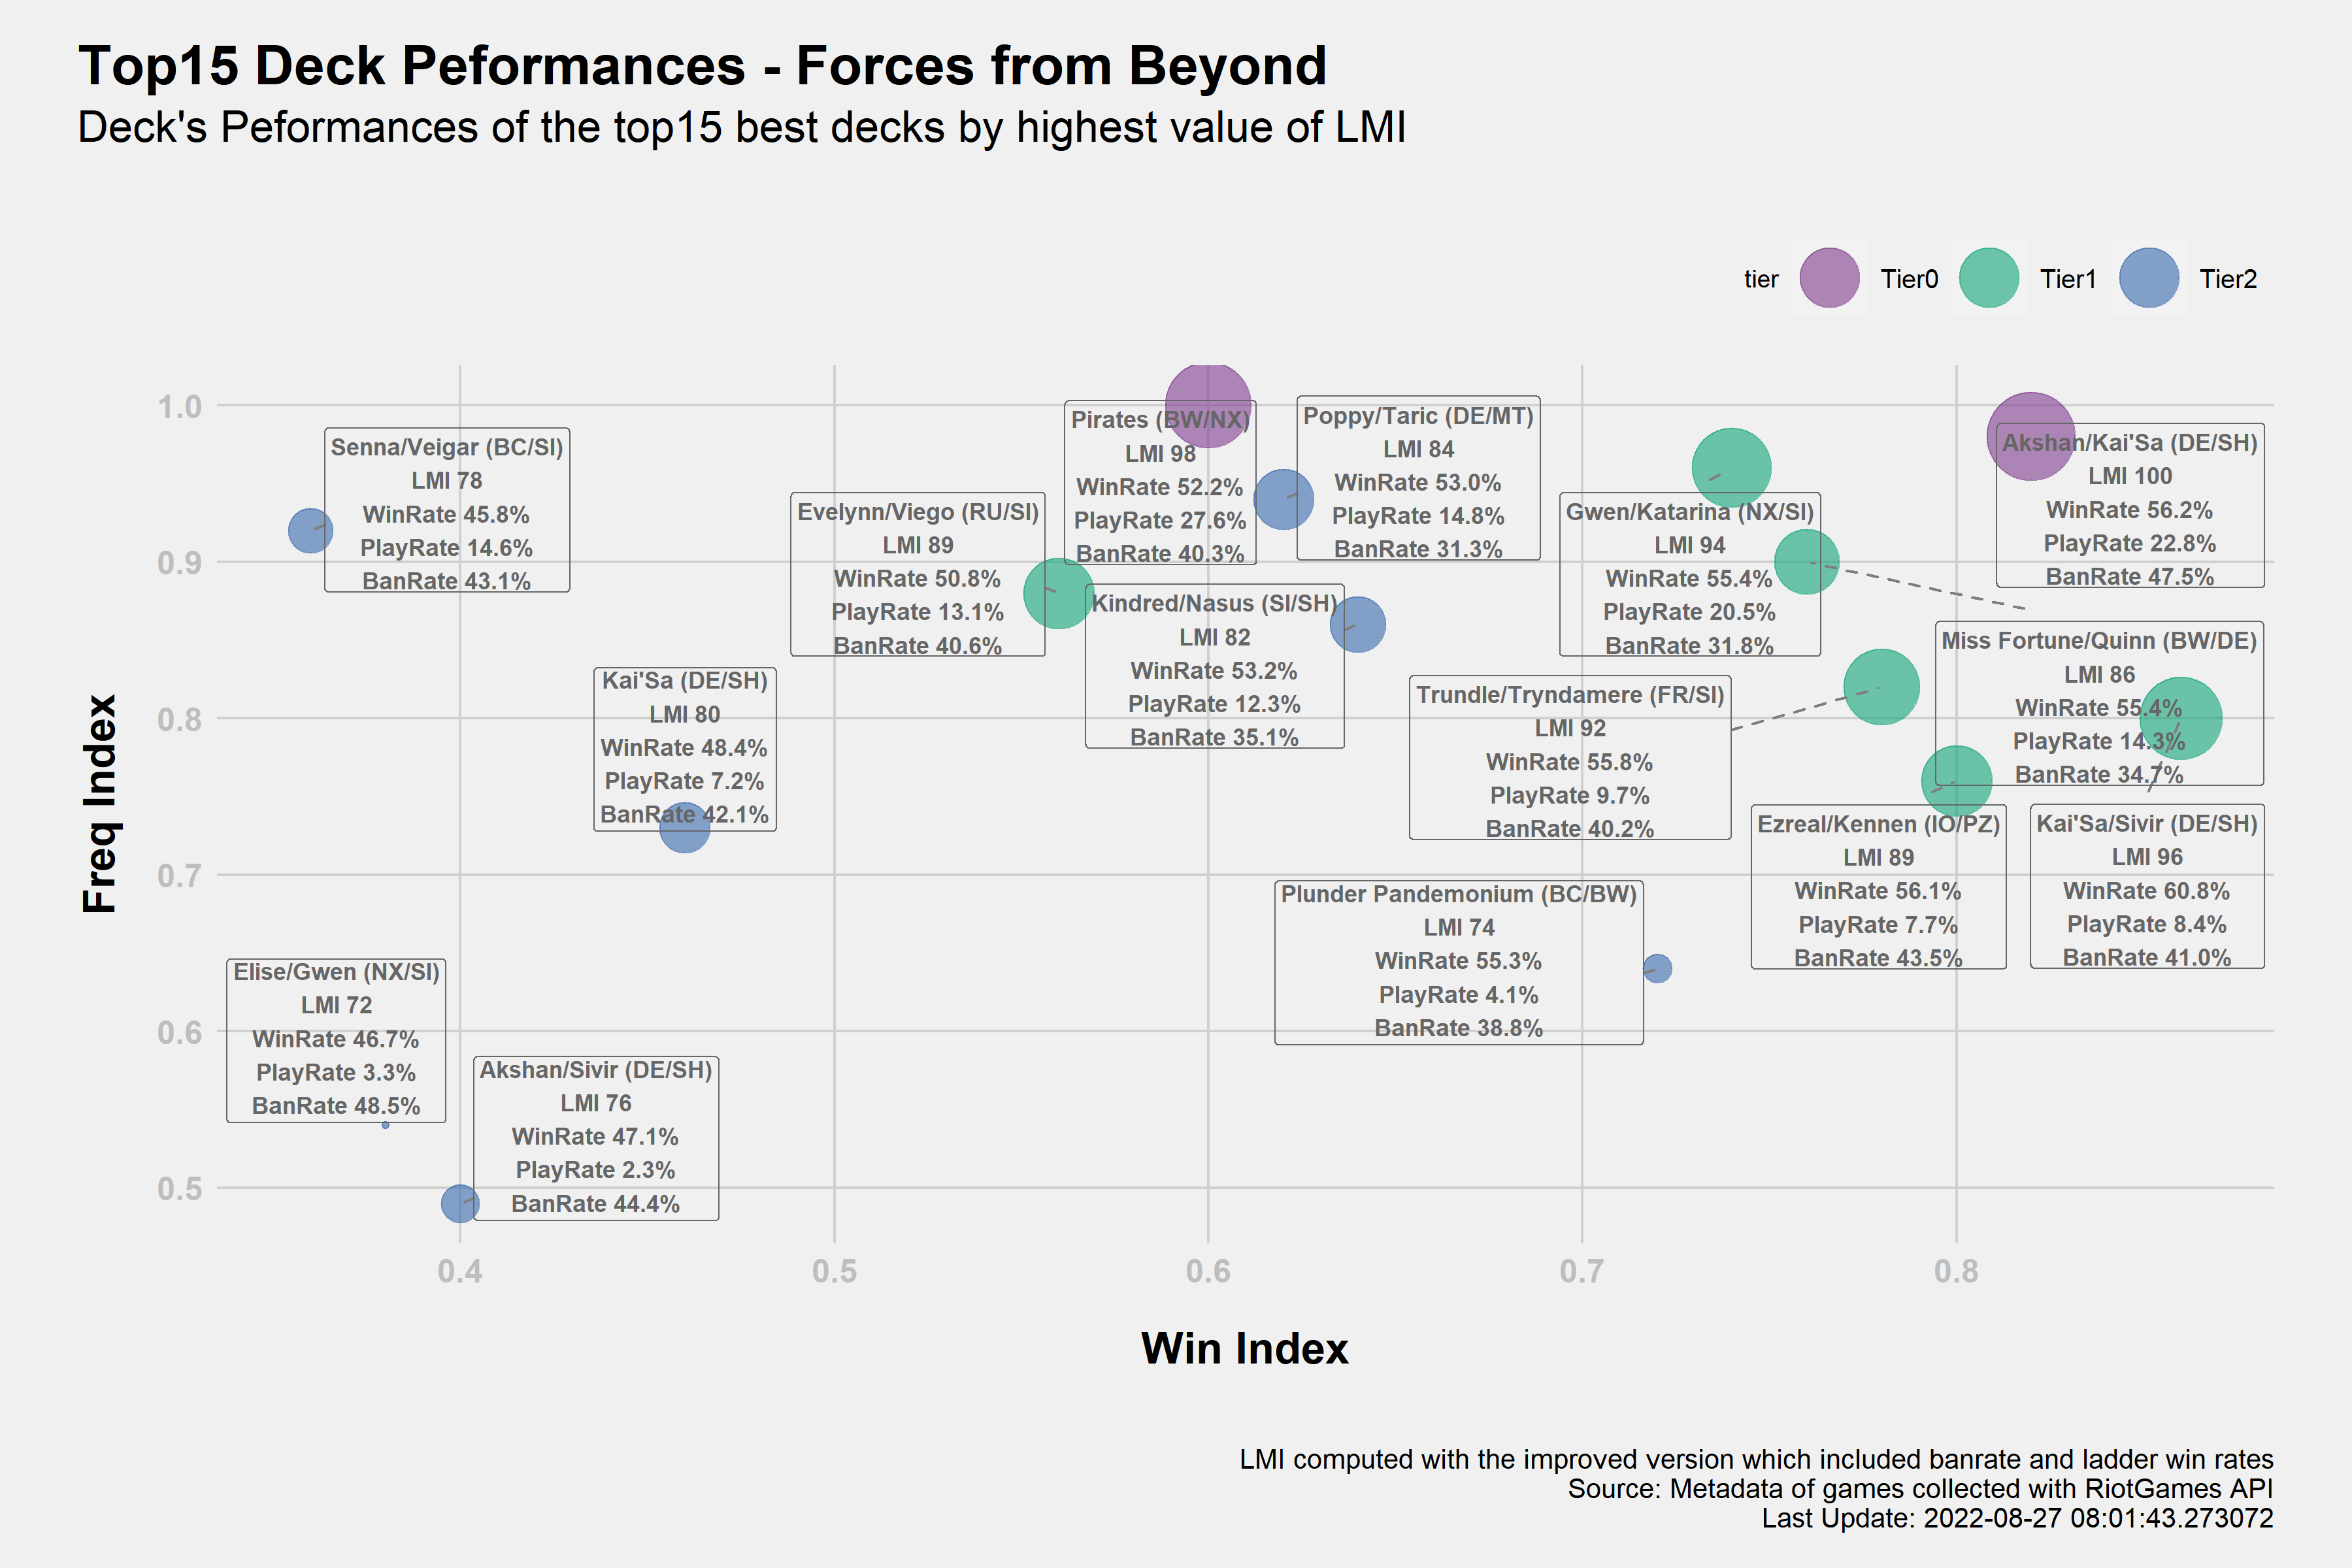 Top15 Deck Peformances - Forces from Beyond
Deck's Peformances of the top15 best decks by highest value of LMI
tier Tier0 Tier1 Tier2
Freq Index
1.0
0.9
0.8
0.7
0.6
0.5
Senna/Veigar (BC/SI)
LMI 78
WinRate 45.8%
PlayRate 14.6%
BanRate 43.1%
Evelynn/Viego (RU/SI)
LMI 89
WinRate 50.8%
PlayRate 13.1%
BanRate 40.6%
Pirates (BW/NX)
LMI 98
WinRate 52.2%
PlayRate 27.6%
BanRate 40.3%
Poppy/Taric (DE/MT)
LMI 84
WinRate 53.0%
PlayRate 14.8%
BanRate 31.3%
Gwen/Katarina (NX/SI)
LMI 94
WinRate 55.4%
PlayRate 20.5%
BanRate 31.8%
Akshan/Kai'Sa (DE/SH)
LMI 100
WinRate 56.2%
PlayRate 22.8%
BanRate 47.5%
Kai'Sa (DE/SH)
LMI 80
WinRate 48.4%
PlayRate 7.2%
BanRate 42.1%
Kindred/Nasus (SI/SH)
LMI 82
WinRate 53.2%
PlayRate 12.3%
BanRate 35.1%
Trundle/Tryndamere (FR/SI)
LMI 92
WinRate 55.8%
PlayRate 9.7%
BanRate 40.2%
Miss Fortune/Quinn (BW/DE)
LMI 86
WinRate 55.4%
PlayRate 14.3%
BanRate 34.7%
Elise/Gwen (NX/SI)
LMI 72
WinRate 46.7%
PlayRate 3.3%
BanRate 48.5%
Akshan/Sivir (DE/SH)
LMI 76
WinRate 47.1%
PlayRate 2.3%
BanRate 44.4%
Plunder Pandemonium (BC/BW)
LMI 74
WinRate 55.3%
PlayRate 4.1%
BanRate 38.8%
Ezreal/Kennen (IO/PZ)
LMI 89
WinRate 56.1%
PlayRate 7.7%
BanRate 43.5%
Kai'Sa/Sivir (DE/SH)
LMI 96
WinRate 60.8%
PlayRate 8.4%
BanRate 41.0%
0.4 0.5 0.6 0.7 0.8
Win Index
LMI computed with the improved version which included banrate and ladder win rates
Source: Metadata of games collected with RiotGames API
Last Update: 2022-08-27 08:01:43.273072